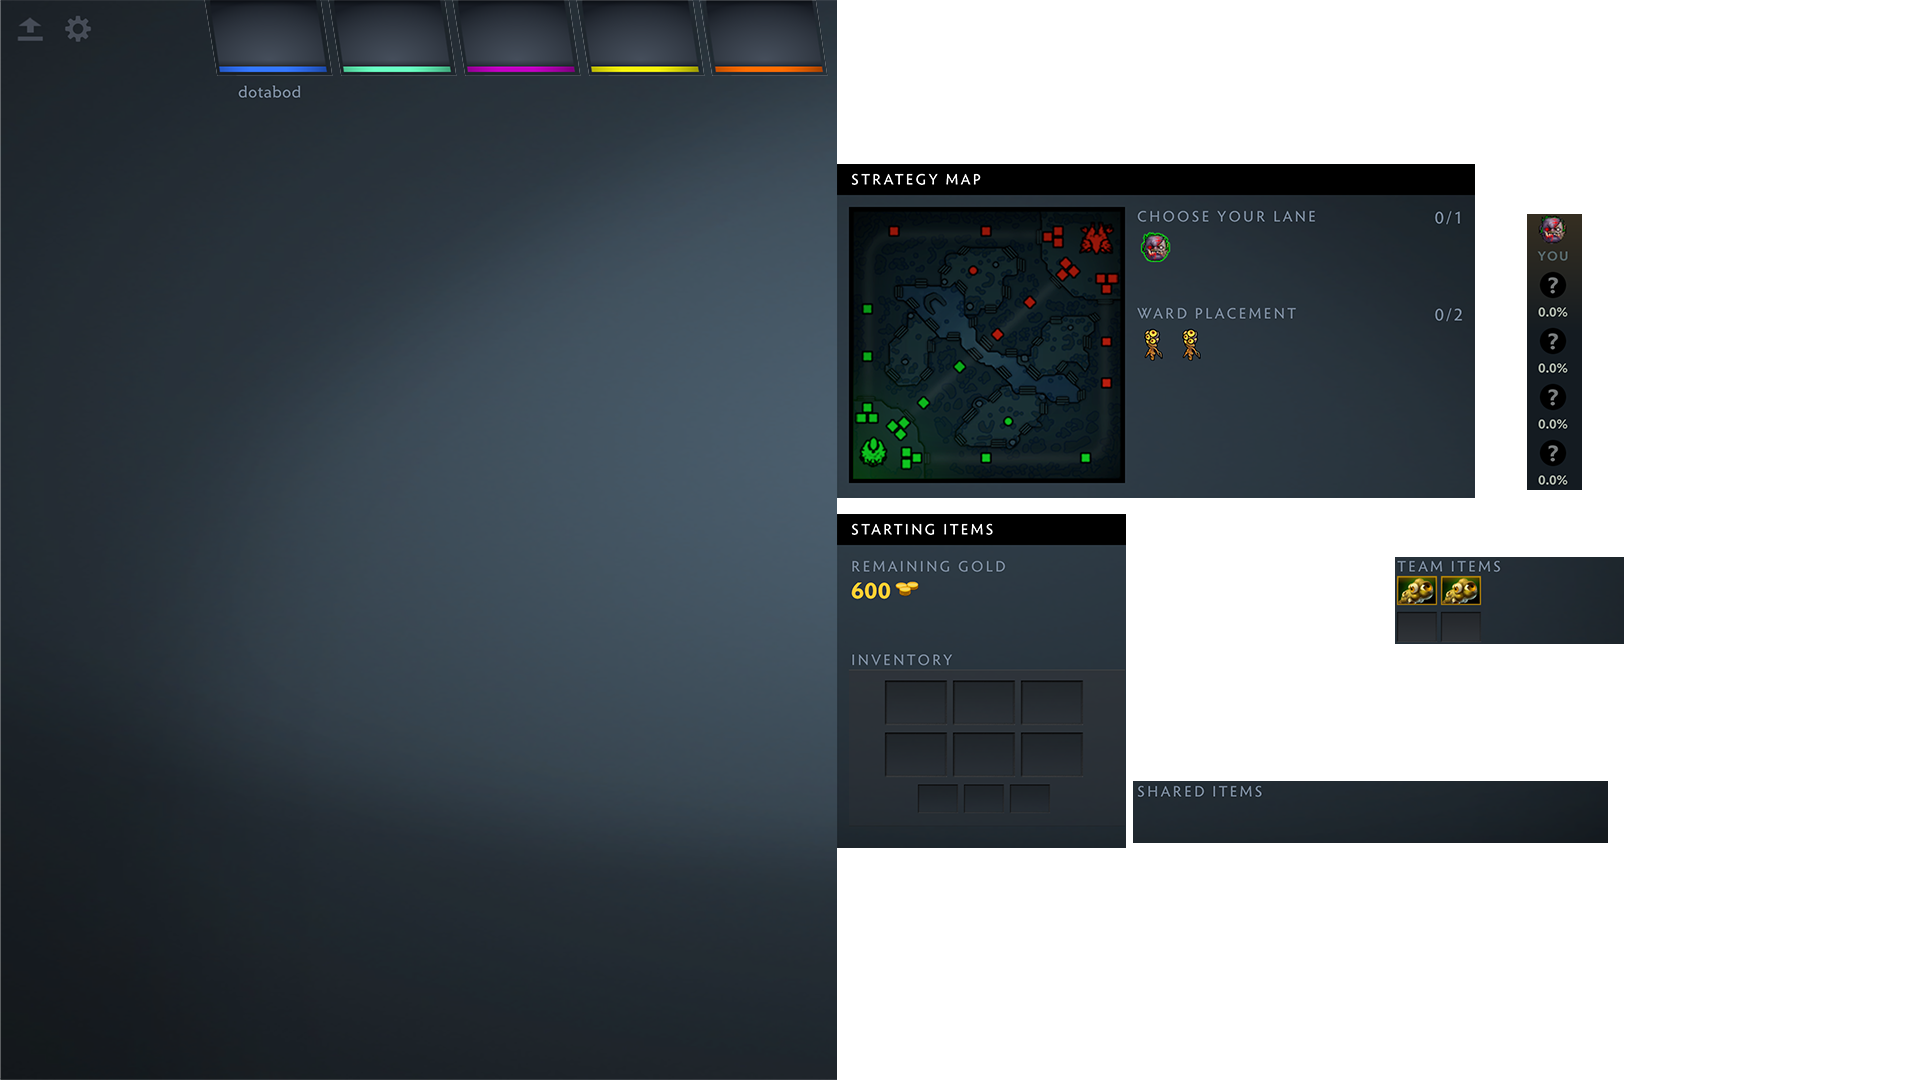 dotabod
STRATEGY MAP
CHOOSE YOUR LANE 0/1
WARD PLACEMENT 0/2
YOU
?
0.0%
?
0.0%
?
0.0%
?
0.0%
STARTING ITEMS
REMAINING GOLD
600
INVENTORY
TEAM ITEMS
SHARED ITEMS